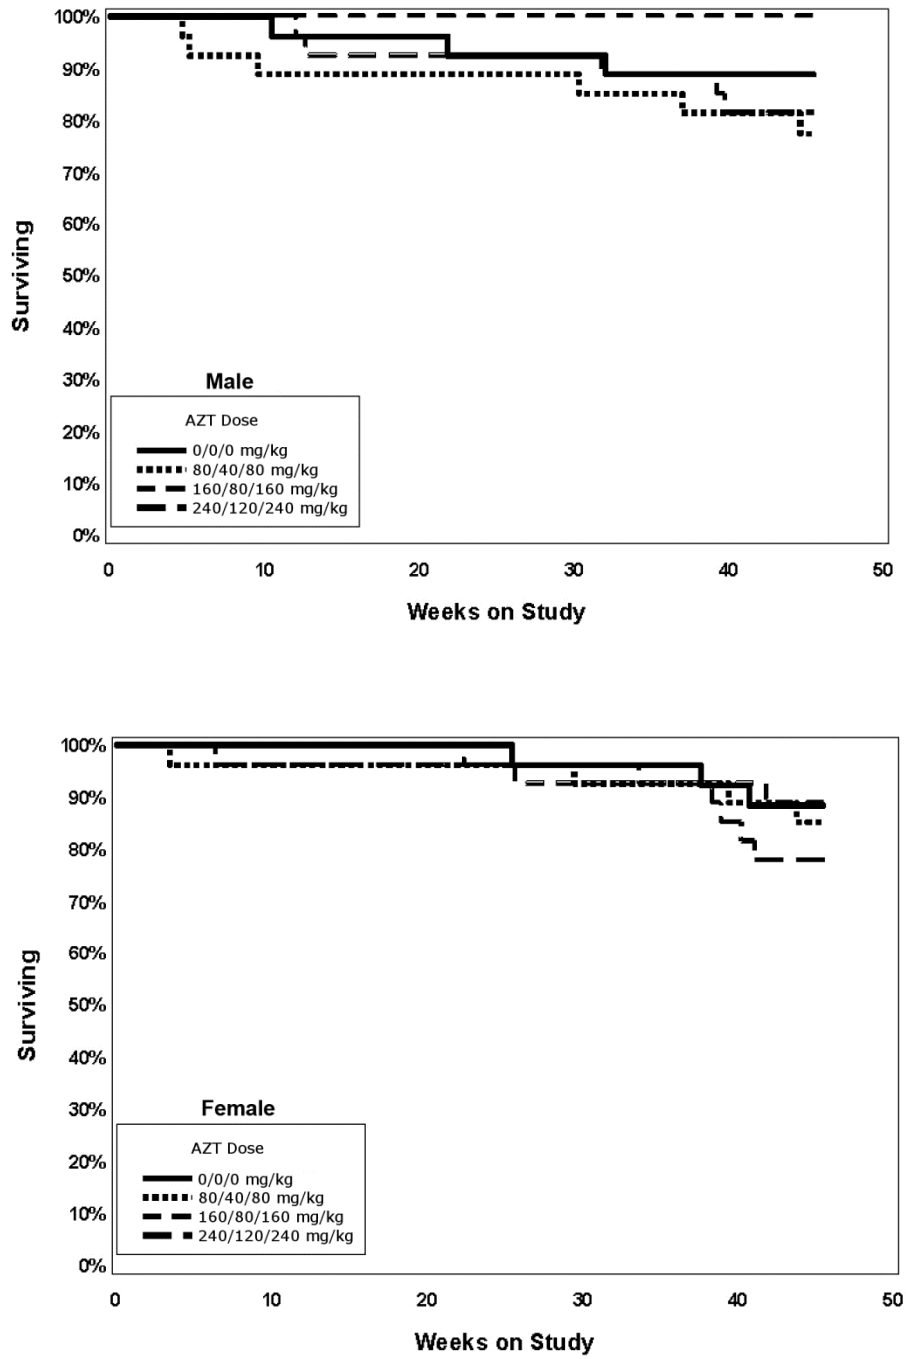 100%
90%
80%
70%
60%
50%
40%
30%
20%
10%
0%
Surviving
Male
AZT Dose
0/0/0 mg/kg
80/40/80 mg/kg
160/80/160 mg/kg
240/120/240 mg/kg
0 10 20 30 40 50
Weeks on Study
100%
90%
80%
70%
60%
50%
40%
30%
20%
10%
0%
Surviving
Female
AZT Dose
0/0/0 mg/kg
80/40/80 mg/kg
160/80/160 mg/kg
240/120/240 mg/kg
0 10 20 30 40 50
Weeks on Study